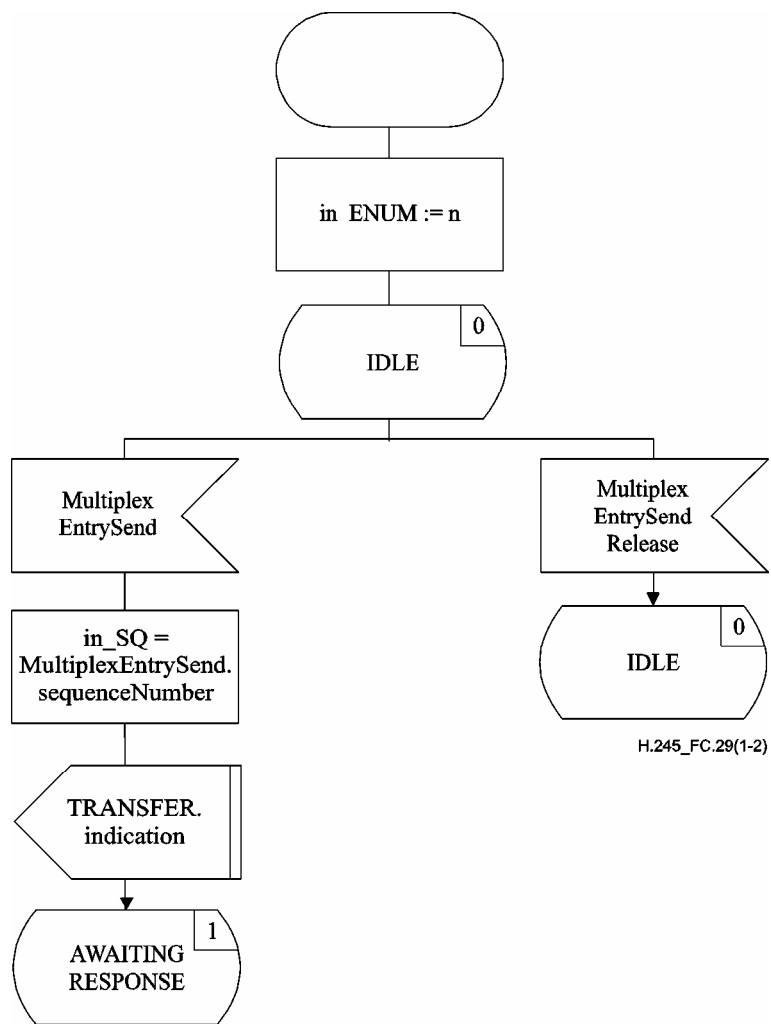 in ENUM := n
0
IDLE
Multiplex
EntrySend
Multiplex
EntrySend
Release
in_SQ =
MultiplexEntrySend.
sequenceNumber
0
IDLE
H.245_FC.29(1-2)
TRANSFER.
indication
1
AWAITING
RESPONSE